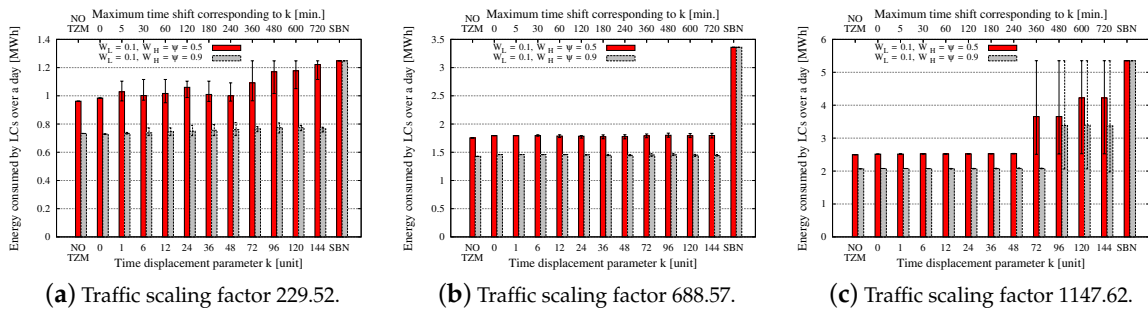 Maximum time shift corresponding to k [min.]
NO TZM 0 5 30 60 120 180 240 360 480 600 720 SBN
1.4
1.2
1
0.8
0.6
0.4
0.2
0
Energy consumed by LCs over a day [MWh]
W_L = 0.1, W_H = ψ = 0.5
W_L = 0.1, W_H = ψ = 0.9
NO TZM 0 1 6 12 24 36 48 72 96 120 144 SBN
Time displacement parameter k [unit]
(a) Traffic scaling factor 229.52.
Maximum time shift corresponding to k [min.]
NO TZM 0 5 30 60 120 180 240 360 480 600 720 SBN
3.5
3
2.5
2
1.5
1
0.5
0
Energy consumed by LCs over a day [MWh]
W_L = 0.1, W_H = ψ = 0.5
W_L = 0.1, W_H = ψ = 0.9
NO TZM 0 1 6 12 24 36 48 72 96 120 144 SBN
Time displacement parameter k [unit]
(b) Traffic scaling factor 688.57.
Maximum time shift corresponding to k [min.]
NO TZM 0 5 30 60 120 180 240 360 480 600 720 SBN
6
5
4
3
2
1
0
Energy consumed by LCs over a day [MWh]
W_L = 0.1, W_H = ψ = 0.5
W_L = 0.1, W_H = ψ = 0.9
NO TZM 0 1 6 12 24 36 48 72 96 120 144 SBN
Time displacement parameter k [unit]
(c) Traffic scaling factor 1147.62.